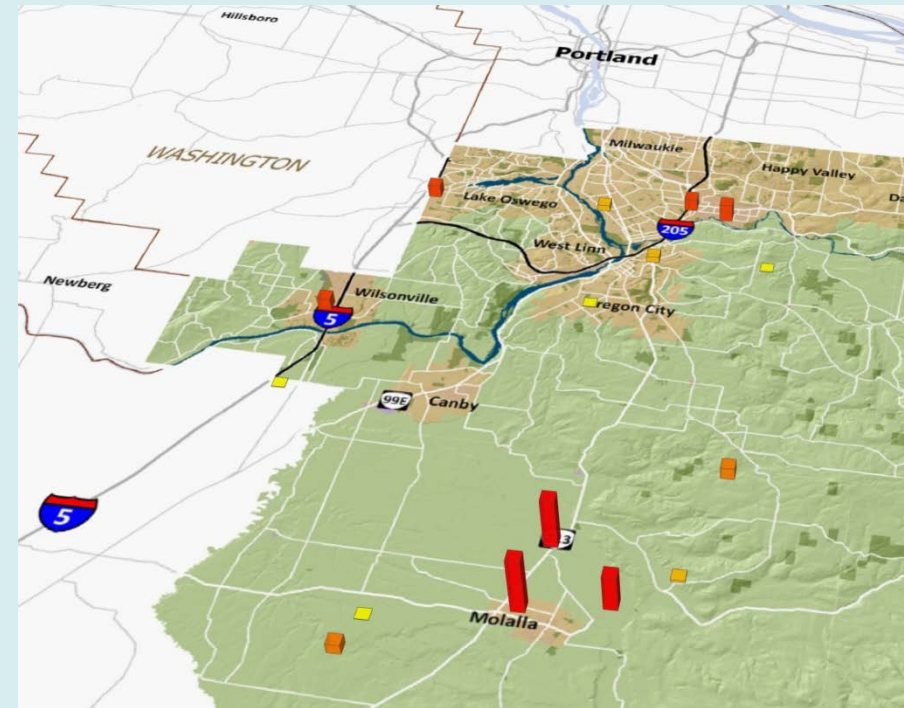 Hillsboro
Portland
WASHINGTON
Milwaukie
Happy Valley
Lake Oswego
205
West Linn
Newberg
Wilsonville
regon City
5
99E
Canby
5
3
Molalla